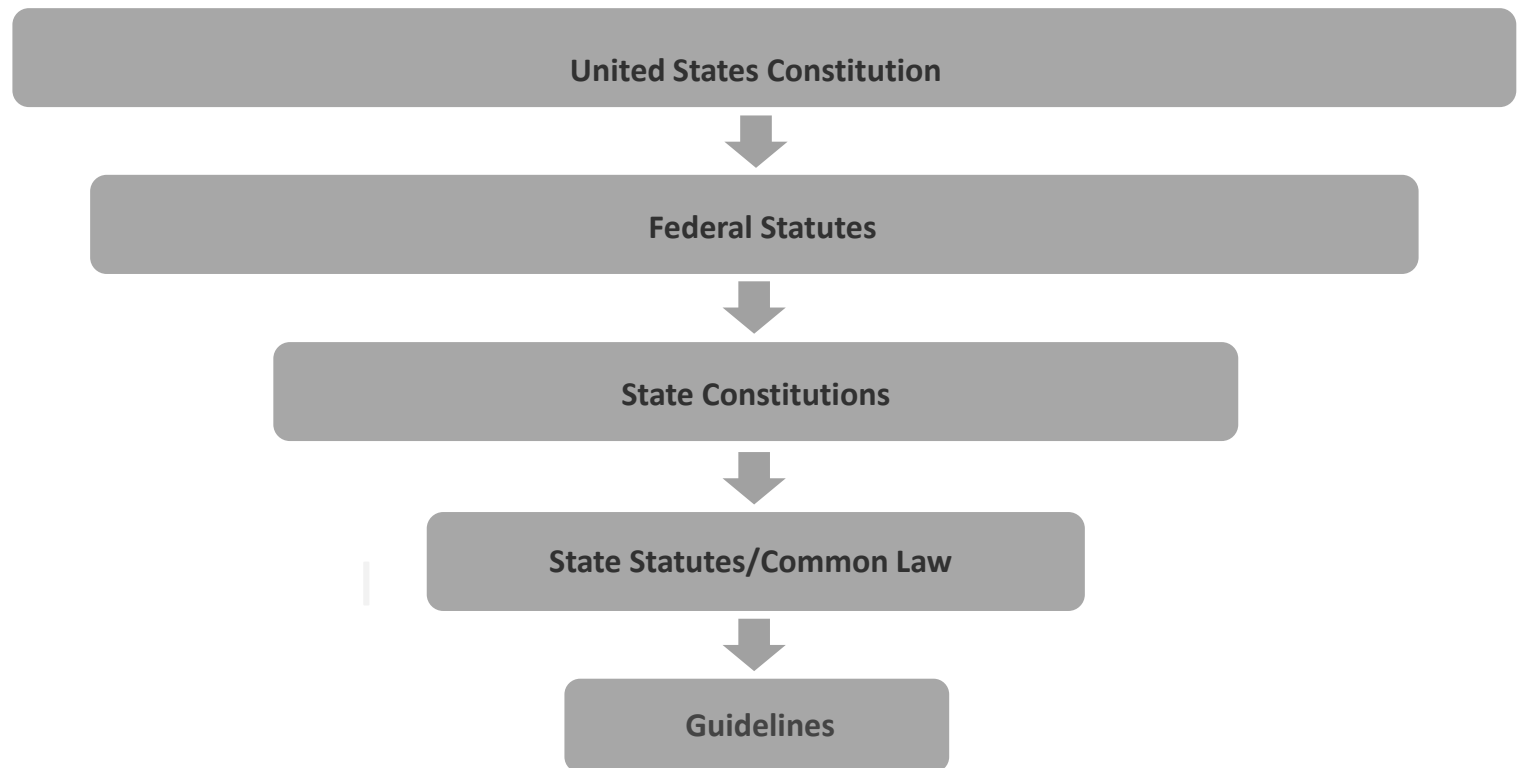 United States Constitution
Federal Statutes
State Constitutions
State Statutes/Common Law
Guidelines